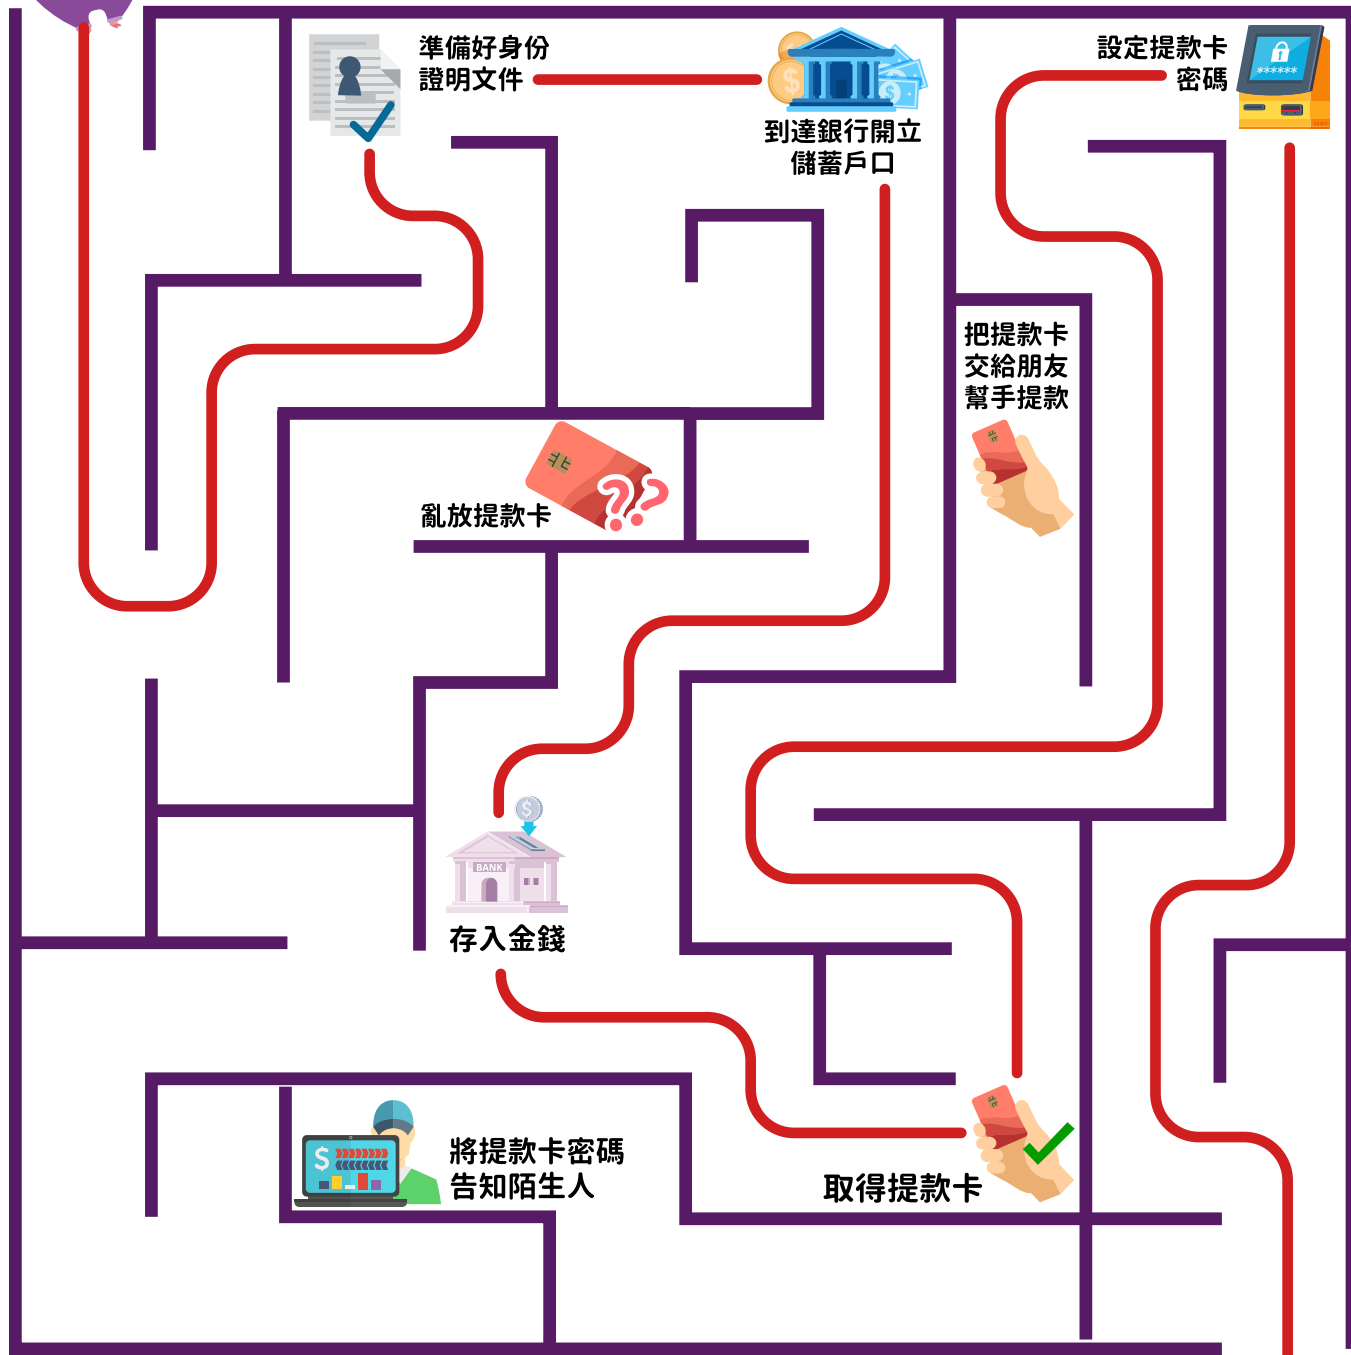 準備好身份
證明文件
到達銀行開立
儲蓄戶口
設定提款卡
密碼
******
把提款卡
交給朋友
幫手提款
亂放提款卡
??
$
BANK
存入金錢
$
將提款卡密碼
告知陌生人
取得提款卡